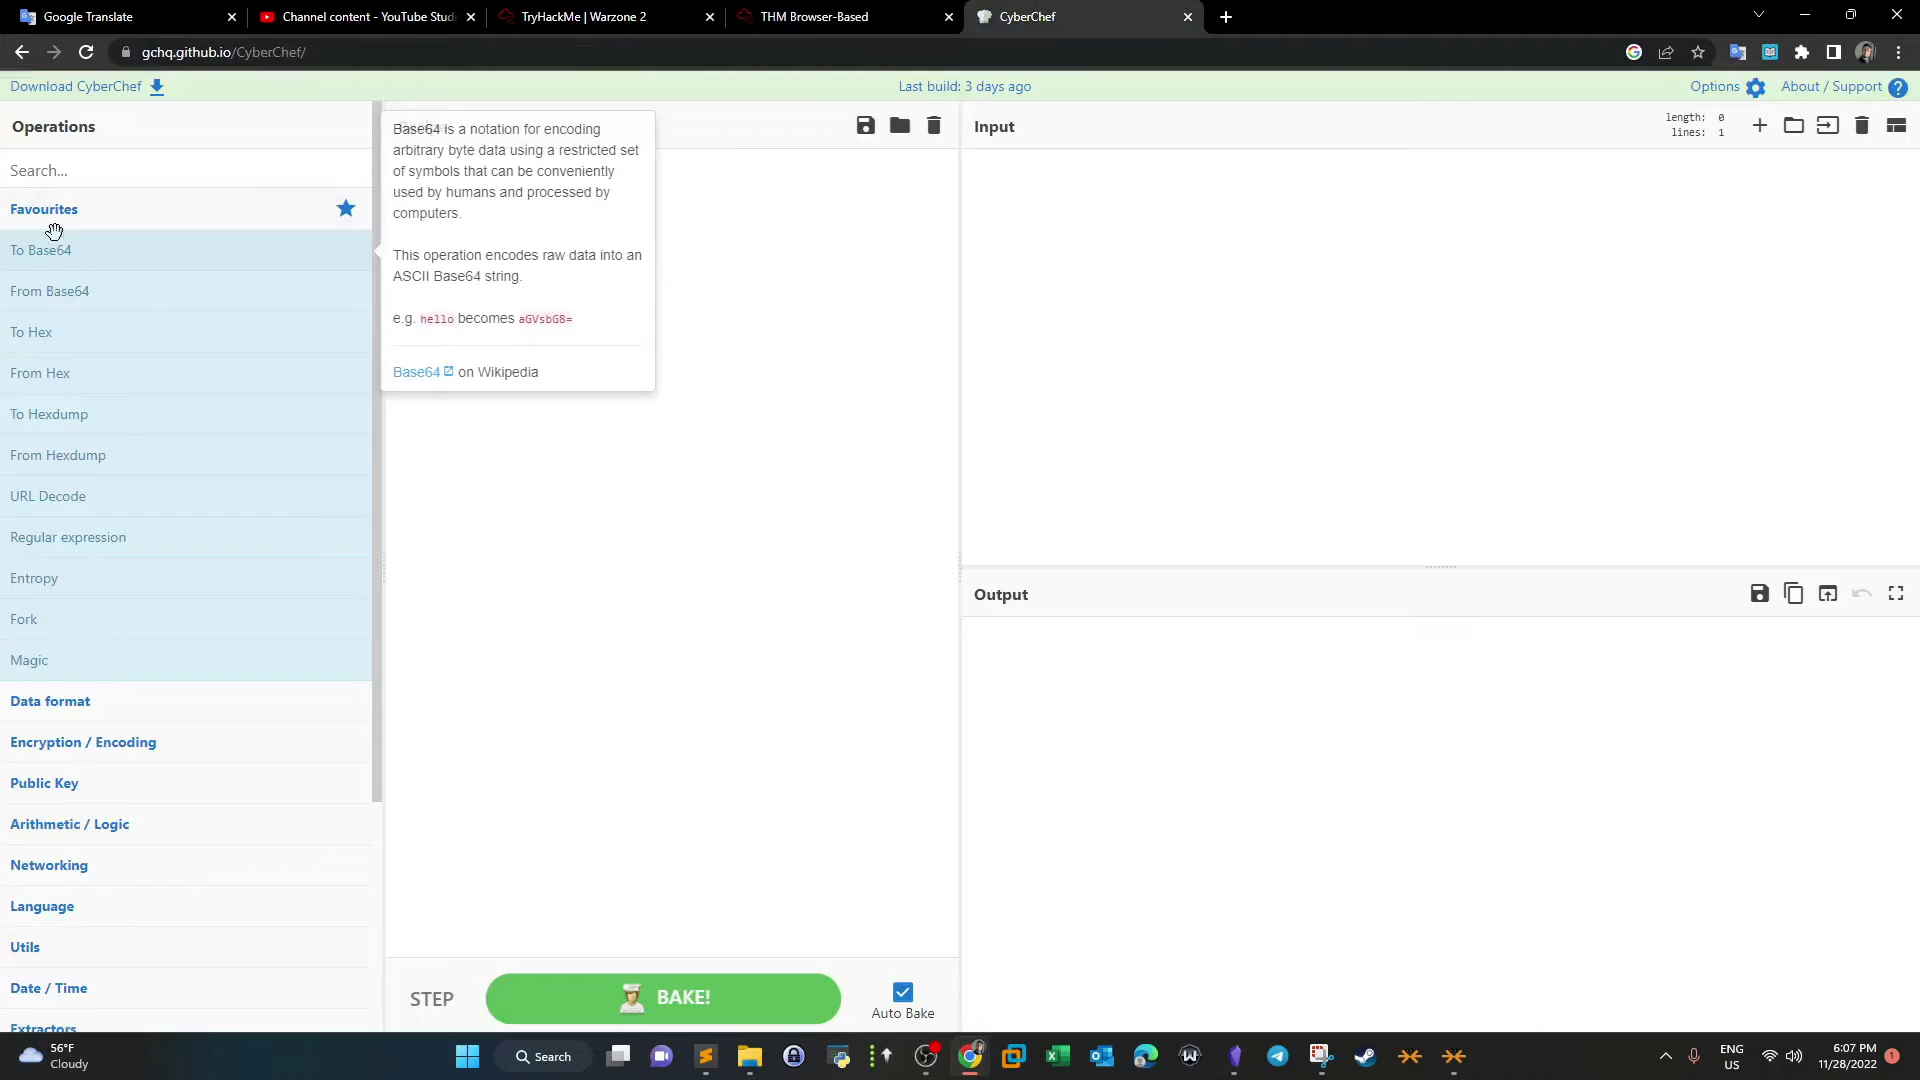 Google Translate
Channel content - YouTube Studi
TryHackMe | Warzone 2
THM Browser-Based
CyberChef
gchq.github.io/CyberChef/
Download CyberChef
Last build: 3 days ago
Options
About / Support
Operations
Search...
Favourites
To Base64
From Base64
To Hex
From Hex
To Hexdump
From Hexdump
URL Decode
Regular expression
Entropy
Fork
Magic
Data format
Encryption / Encoding
Public Key
Arithmetic / Logic
Networking
Language
Utils
Date / Time
Extractors
Base64 is a notation for encoding
arbitrary byte data using a restricted set
of symbols that can be conveniently
used by humans and processed by
computers.
This operation encodes raw data into an
ASCII Base64 string.
e.g. hello becomes aGVsbG8=
Base64 on Wikipedia
STEP
BAKE!
Auto Bake
Input
length: 0
lines: 1
Output
56°F
Cloudy
Search
ENG
US
6:07 PM
11/28/2022
1